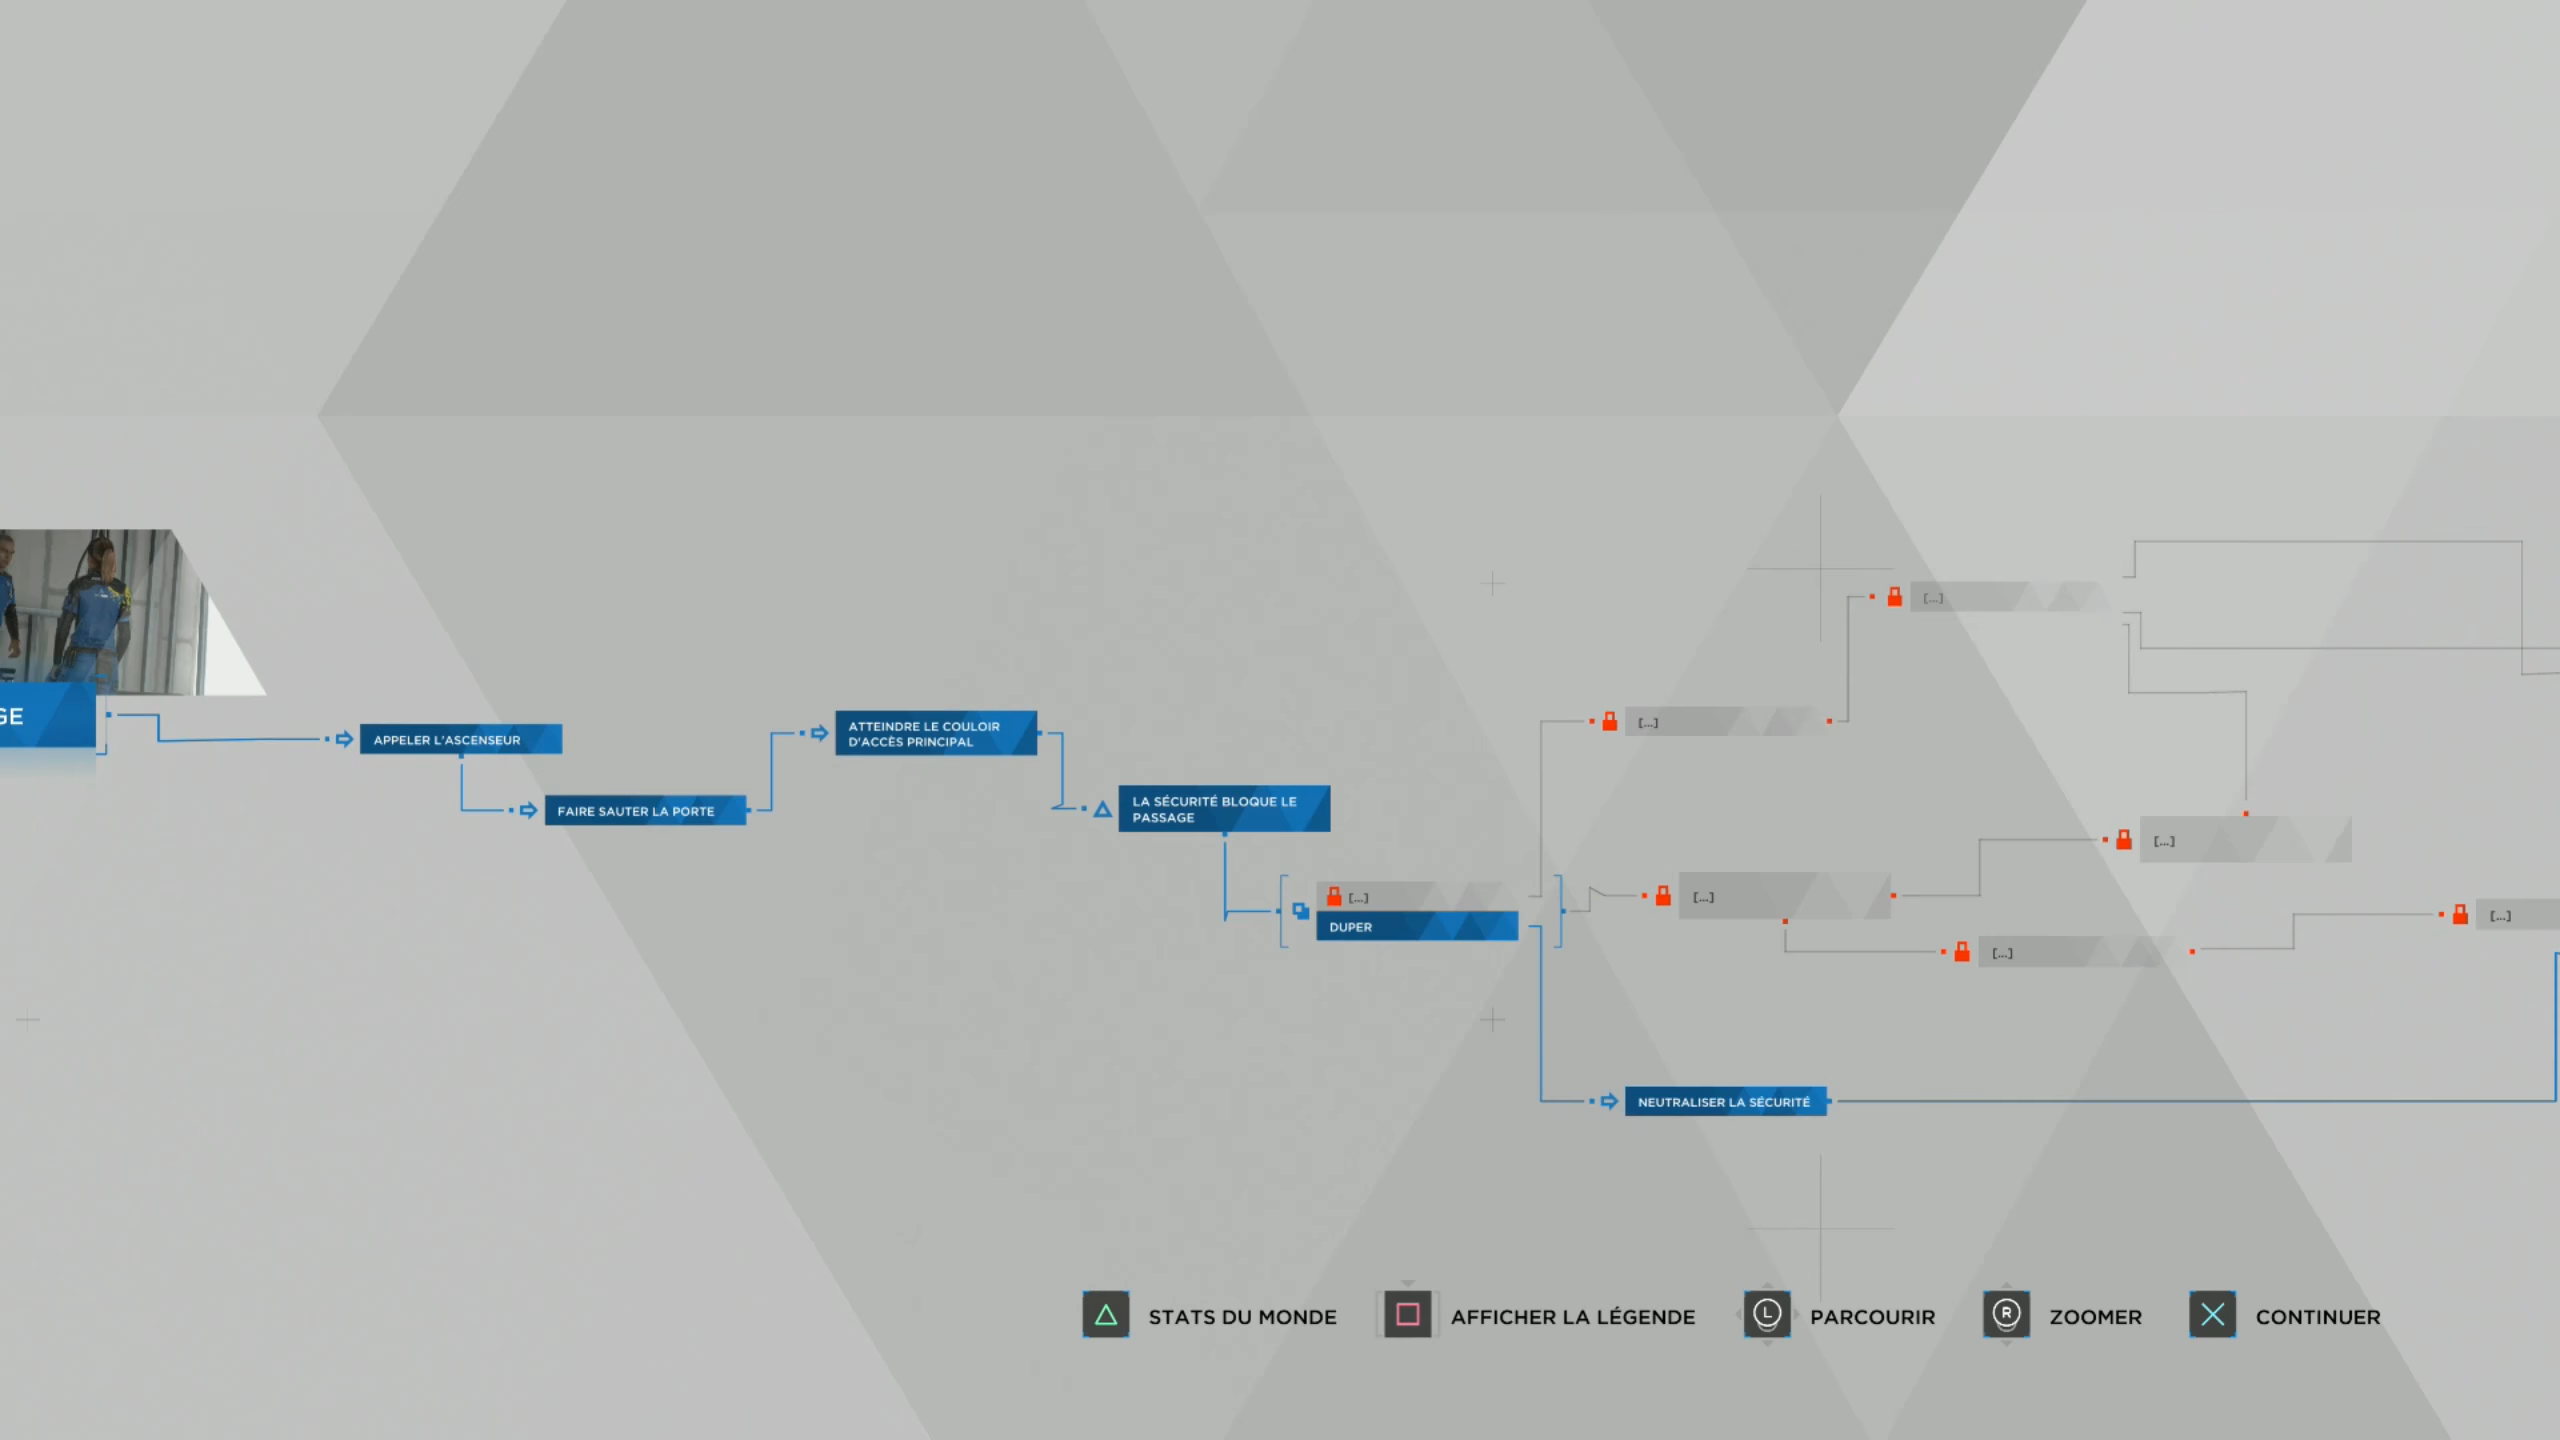 GE
APPELER L'ASCENSEUR
FAIRE SAUTER LA PORTE
ATTEINDRE LE COULOIR
D'ACCÈS PRINCIPAL
LA SÉCURITÉ BLOQUE LE
PASSAGE
[...]
DUPER
[...]
[...]
[...]
[...]
[...]
[...]
NEUTRALISER LA SÉCURITÉ
STATS DU MONDE
AFFICHER LA LÉGENDE
L
PARCOURIR
R
ZOOMER
CONTINUER